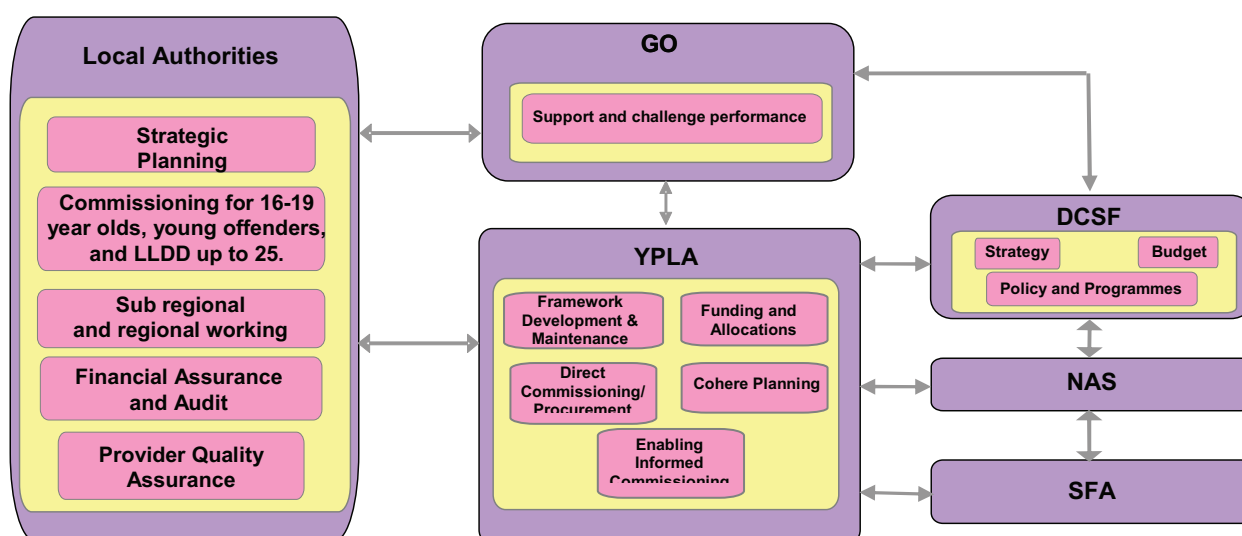 Local Authorities
Strategic
Planning
Commissioning for 16-19
year olds, young offenders,
and LLDD up to 25.
Sub regional
and regional working
Financial Assurance
and Audit
Provider Quality
Assurance
GO
Support and challenge performance
YPLA
Framework
Development &
Maintenance
Funding and
Allocations
Direct
Commissioning/
Procurement
Cohere Planning
Enabling
Informed
Commissioning
DCSF
Strategy
Budget
Policy and Programmes
NAS
SFA